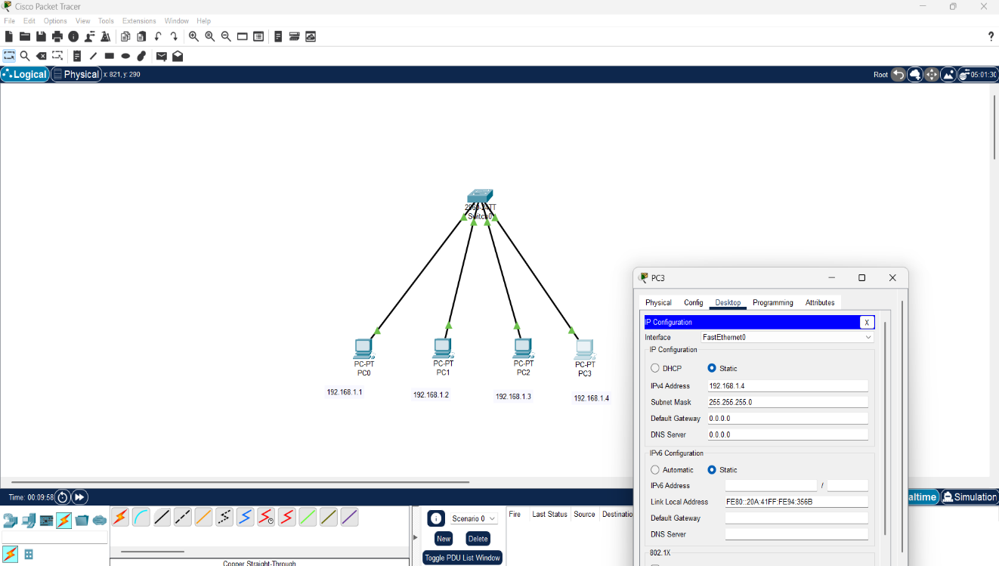 Cisco Packet Tracer
File Edit Options View Tools Extensions Window Help
?
Logical Physical x: 821, y: 290 Root 05:01:30
2960-24TT
Switch0
PC-PT
PC0
PC-PT
PC1
PC-PT
PC2
PC-PT
PC3
192.168.1.1
192.168.1.2
192.168.1.3
192.168.1.4
PC3
Physical Config Desktop Programming Attributes
IP Configuration X
Interface FastEthernet0
IP Configuration
DHCP Static
IPv4 Address 192.168.1.4
Subnet Mask 255.255.255.0
Default Gateway 0.0.0.0
DNS Server 0.0.0.0
IPv6 Configuration
Automatic Static
IPv6 Address /
Link Local Address FE80::20A:41FF:FE94:356B
Default Gateway
DNS Server
802.1X
Time: 00:09:58 altime Simulation
Scenario 0
New Delete
Toggle PDU List Window
Fire Last Status Source Destinatio
Copper Straight-Through